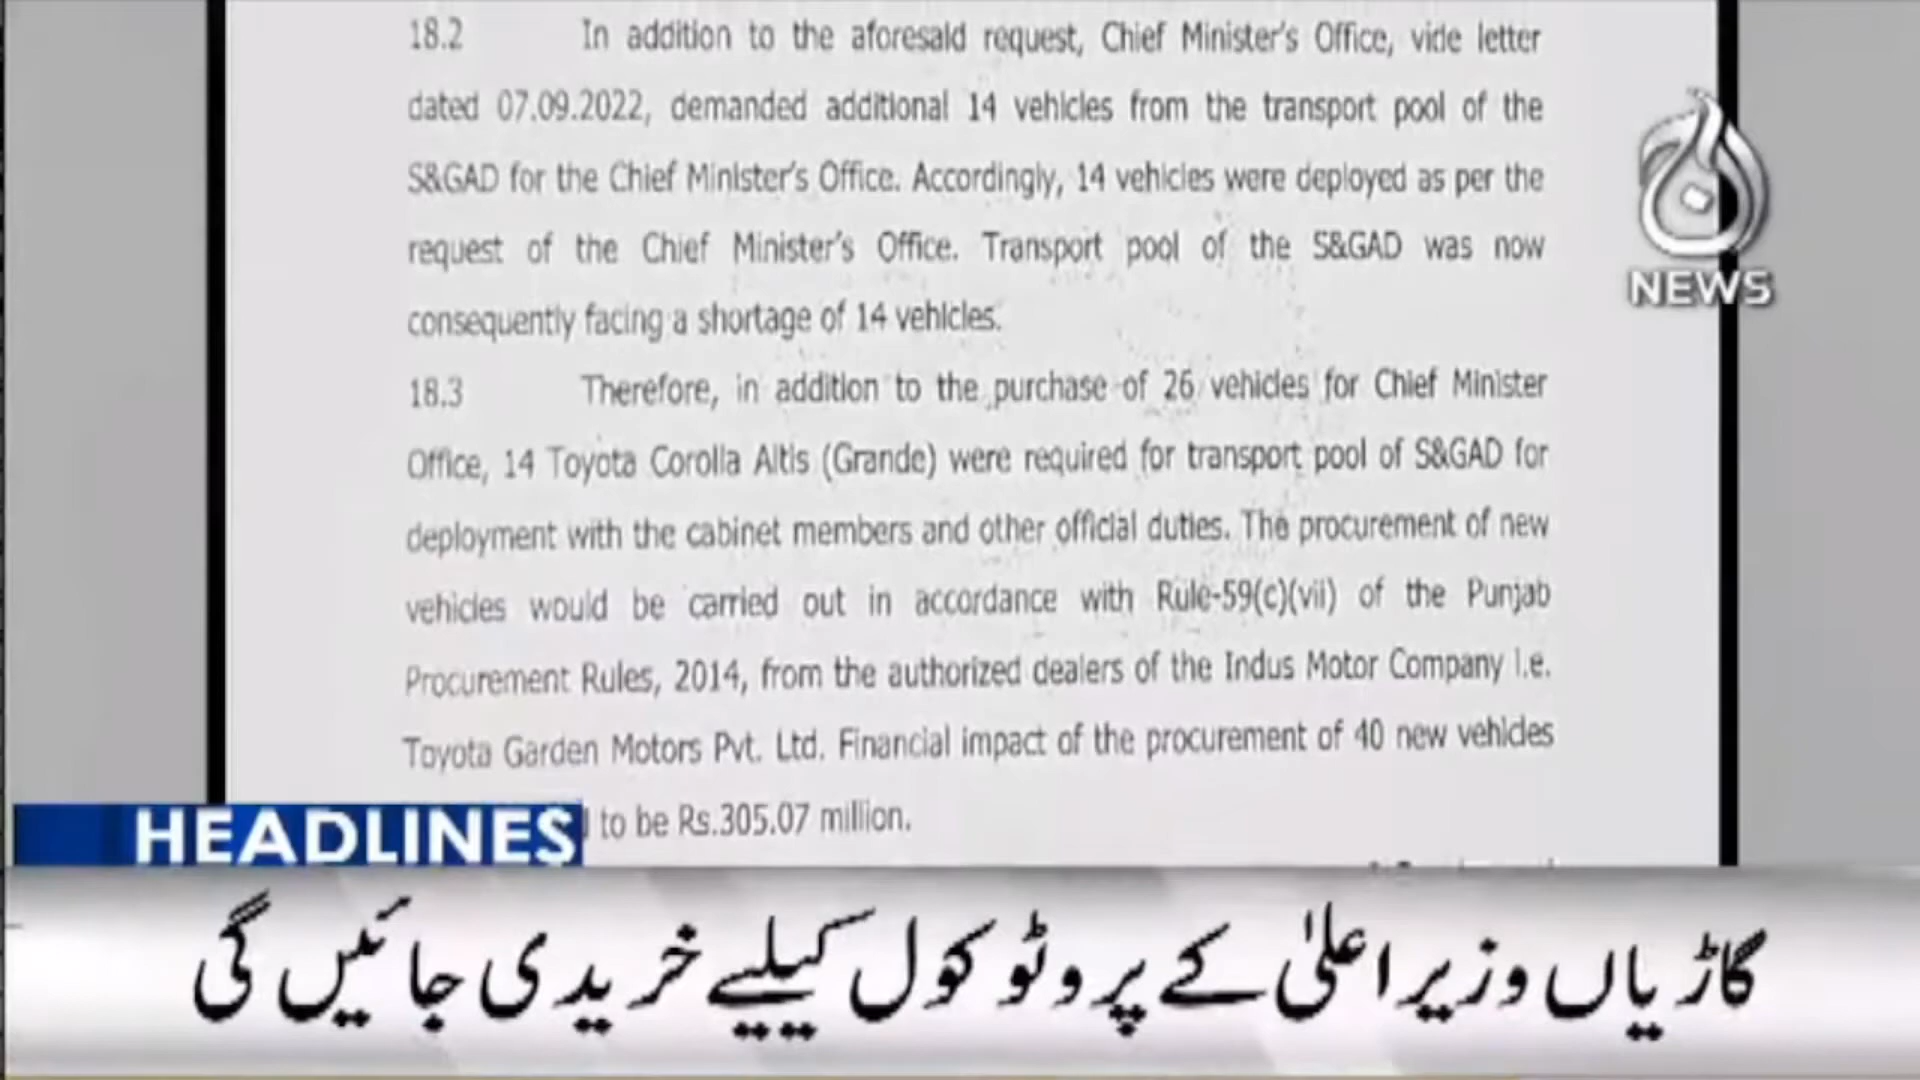 18.2 In addition to the aforesaid request, Chief Minister's Office, vide letter
dated 07.09.2022, demanded additional 14 vehicles from the transport pool of the
S&GAD for the Chief Minister's Office. Accordingly, 14 vehicles were deployed as per the
request of the Chief Minister's Office. Transport pool of the S&GAD was now
consequently facing a shortage of 14 vehicles.
18.3 Therefore, in addition to the purchase of 26 vehicles for Chief Minister
Office, 14 Toyota Corolla Altis (Grande) were required for transport pool of S&GAD for
deployment with the cabinet members and other official duties. The procurement of new
vehicles would be carried out in accordance with Rule-59(c)(vii) of the Punjab
Procurement Rules, 2014, from the authorized dealers of the Indus Motor Company i.e.
Toyota Garden Motors Pvt. Ltd. Financial impact of the procurement of 40 new vehicles
to be Rs.305.07 million.
NEWS
HEADLINES
گاڑیاں وزیراعلیٰ کے پروٹوکول کیلیے خریدی جائیں گی